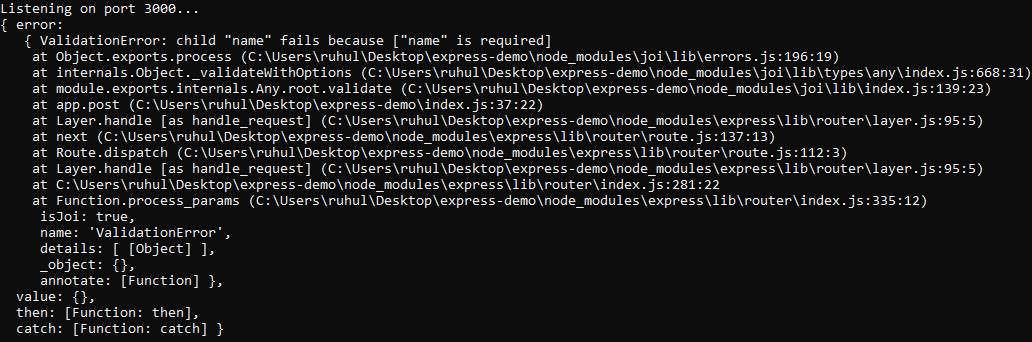 Listening on port 3000...
{ error:
   { ValidationError: child "name" fails because ["name" is required]
    at Object.exports.process (C:\Users\ruhul\Desktop\express-demo\node_modules\joi\lib\errors.js:196:19)
    at internals.Object._validateWithOptions (C:\Users\ruhul\Desktop\express-demo\node_modules\joi\lib\types\any\index.js:668:31)
    at module.exports.internals.Any.root.validate (C:\Users\ruhul\Desktop\express-demo\node_modules\joi\lib\index.js:139:23)
    at app.post (C:\Users\ruhul\Desktop\express-demo\index.js:37:22)
    at Layer.handle [as handle_request] (C:\Users\ruhul\Desktop\express-demo\node_modules\express\lib\router\layer.js:95:5)
    at next (C:\Users\ruhul\Desktop\express-demo\node_modules\express\lib\router\route.js:137:13)
    at Route.dispatch (C:\Users\ruhul\Desktop\express-demo\node_modules\express\lib\router\route.js:112:3)
    at Layer.handle [as handle_request] (C:\Users\ruhul\Desktop\express-demo\node_modules\express\lib\router\layer.js:95:5)
    at C:\Users\ruhul\Desktop\express-demo\node_modules\express\lib\router\index.js:281:22
    at Function.process_params (C:\Users\ruhul\Desktop\express-demo\node_modules\express\lib\router\index.js:335:12)
     isJoi: true,
     name: 'ValidationError',
     details: [ [Object] ],
     _object: {},
     annotate: [Function] },
  value: {},
  then: [Function: then],
  catch: [Function: catch] }